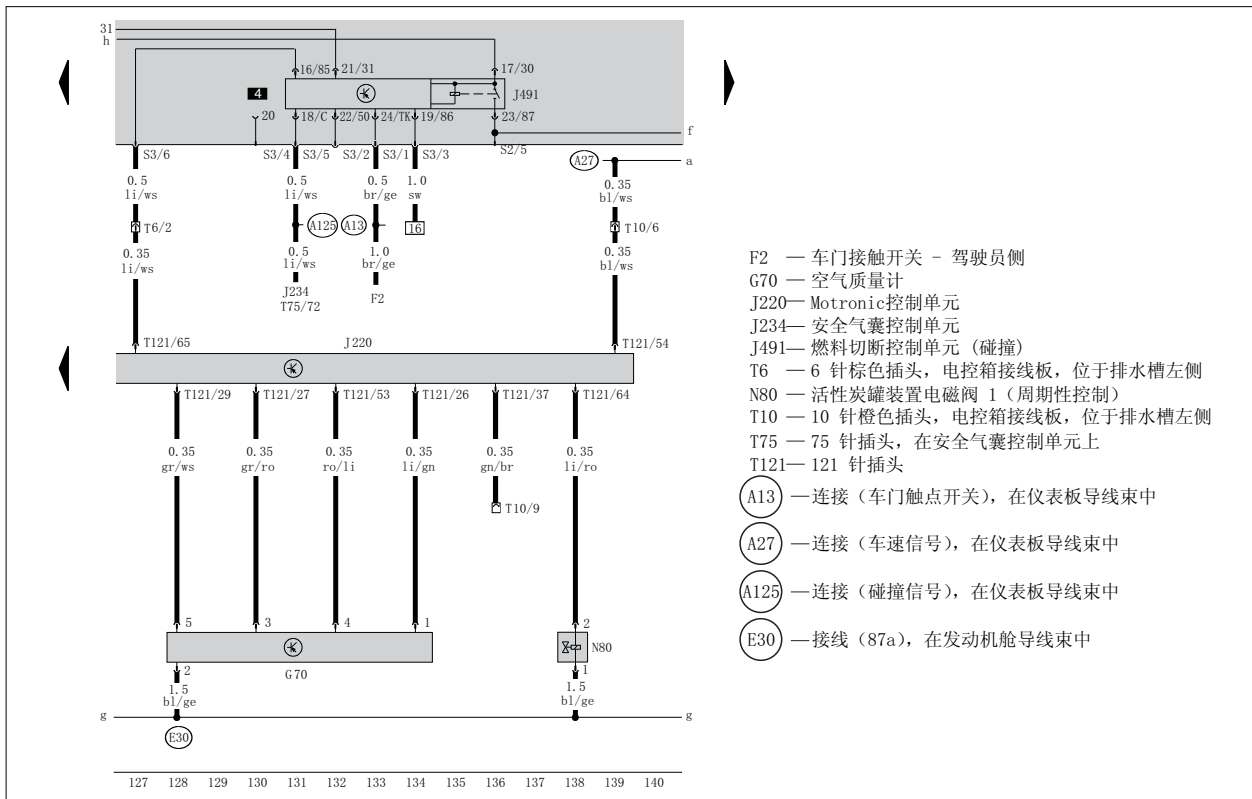 31
h
16/85 21/31 17/30
4 J491
20 18/C 22/50 24/TK 19/86 23/87
f
S3/6 S3/4 S3/5 S3/2 S3/1 S3/3 S2/5
A27 a
0.5 0.5 0.5 1.0 0.35
li/ws li/ws br/ge sw bl/ws
T6/2 A125 A13 16 T10/6
0.35 0.5 1.0 0.35
li/ws li/ws br/ge bl/ws
J234 F2
T75/72
T121/65 J220 T121/54
T121/29 T121/27 T121/53 T121/26 T121/37 T121/64
0.35 0.35 0.35 0.35 0.35 0.35
gr/ws gr/ro ro/li li/gn gn/br li/ro
T10/9
5 3 4 1 2
N80
G70
2 1
1.5 1.5
bl/ge bl/ge
g g
E30
127 128 129 130 131 132 133 134 135 136 137 138 139 140
F2 — 车门接触开关 - 驾驶员侧
G70 — 空气质量计
J220— Motronic控制单元
J234— 安全气囊控制单元
J491— 燃料切断控制单元 (碰撞)
T6 — 6 针棕色插头, 电控箱接线板, 位于排水槽左侧
N80 — 活性炭罐装置电磁阀 1 (周期性控制)
T10 — 10 针橙色插头, 电控箱接线板, 位于排水槽左侧
T75 — 75 针插头, 在安全气囊控制单元上
T121— 121 针插头
A13 —连接 (车门触点开关), 在仪表板导线束中
A27 —连接 (车速信号), 在仪表板导线束中
A125 —连接 (碰撞信号), 在仪表板导线束中
E30 —接线 (87a), 在发动机舱导线束中